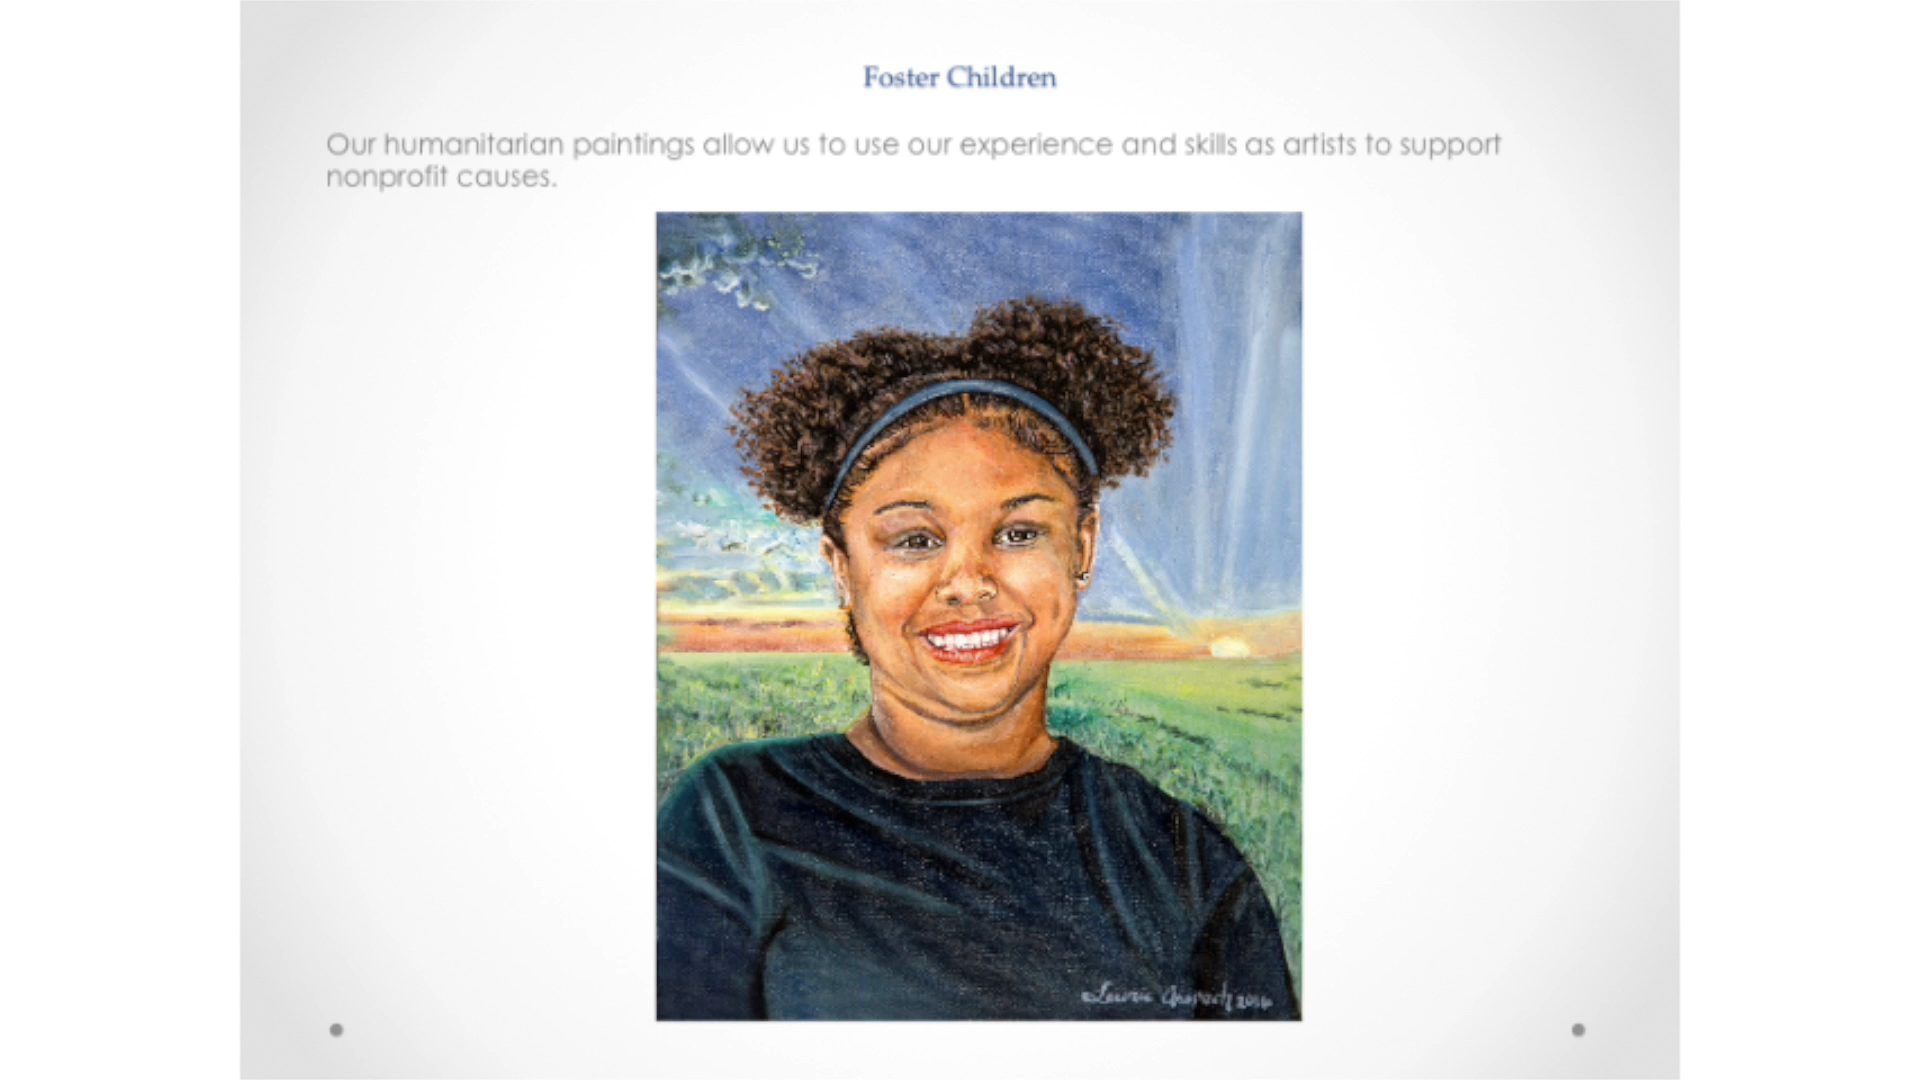 Foster Children
Our humanitarian paintings allow us to use our experience and skills as artists to support
nonprofit causes.